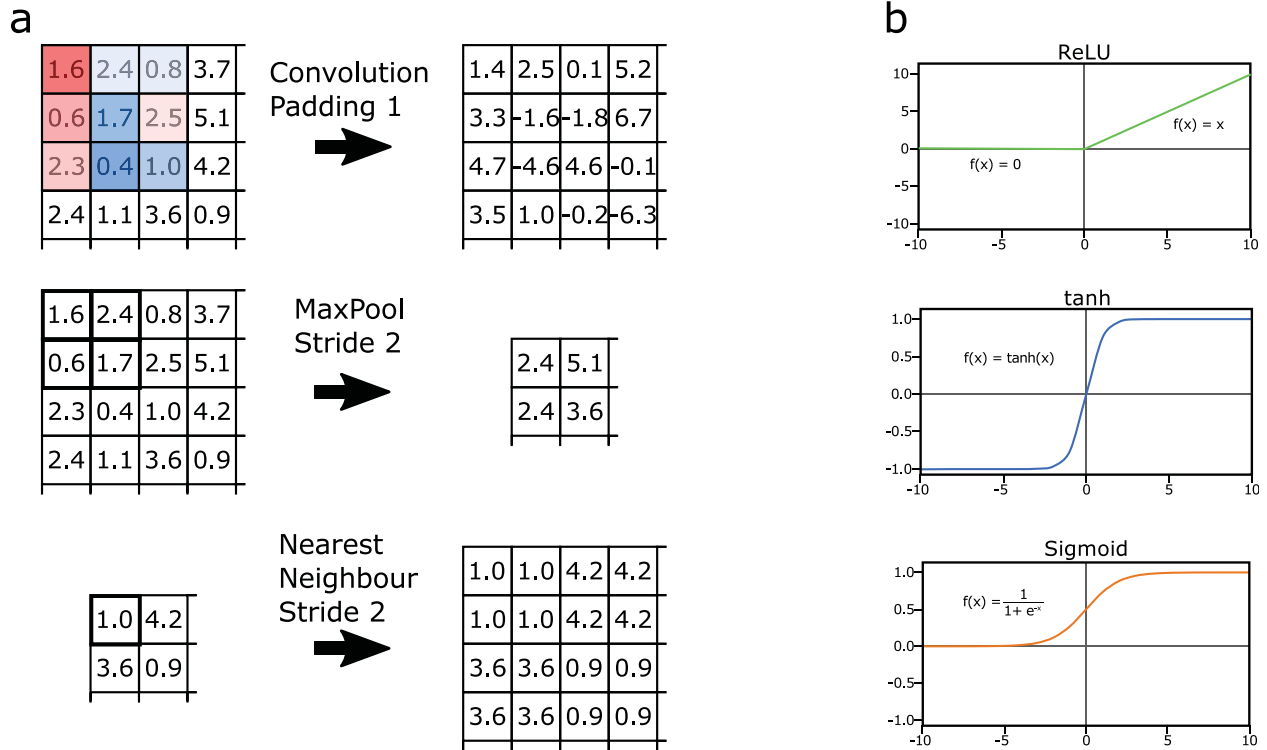 a
1.6 2.4 0.8 3.7
0.6 1.7 2.5 5.1
2.3 0.4 1.0 4.2
2.4 1.1 3.6 0.9
Convolution
Padding 1
1.4 2.5 0.1 5.2
3.3 -1.6 -1.8 6.7
4.7 -4.6 4.6 -0.1
3.5 1.0 -0.2 -6.3
1.6 2.4 0.8 3.7
0.6 1.7 2.5 5.1
2.3 0.4 1.0 4.2
2.4 1.1 3.6 0.9
MaxPool
Stride 2
2.4 5.1
2.4 3.6
1.0 4.2
3.6 0.9
Nearest
Neighbour
Stride 2
1.0 1.0 4.2 4.2
1.0 1.0 4.2 4.2
3.6 3.6 0.9 0.9
3.6 3.6 0.9 0.9
b
ReLU
10
5
0
-5
-10
f(x) = x
f(x) = 0
-10 -5 0 5 10
tanh
1.0
0.5
0.0
-0.5
-1.0
f(x) = tanh(x)
-10 -5 0 5 10
Sigmoid
1.0
0.5
0.0
-0.5
-1.0
f(x) = 1 / 1+ e-x
-10 -5 0 5 10